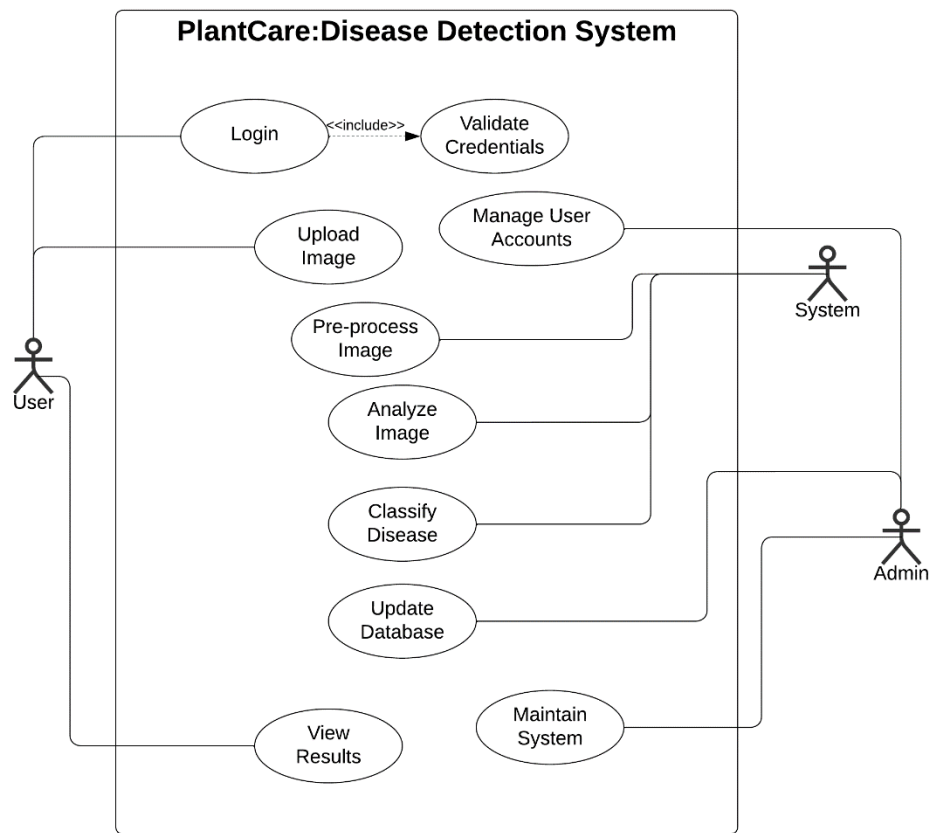 PlantCare:Disease Detection System
Login
<<include>>
Validate
Credentials
Manage User
Accounts
Upload
Image
System
Pre-process
Image
User
Analyze
Image
Classify
Disease
Admin
Update
Database
View
Results
Maintain
System